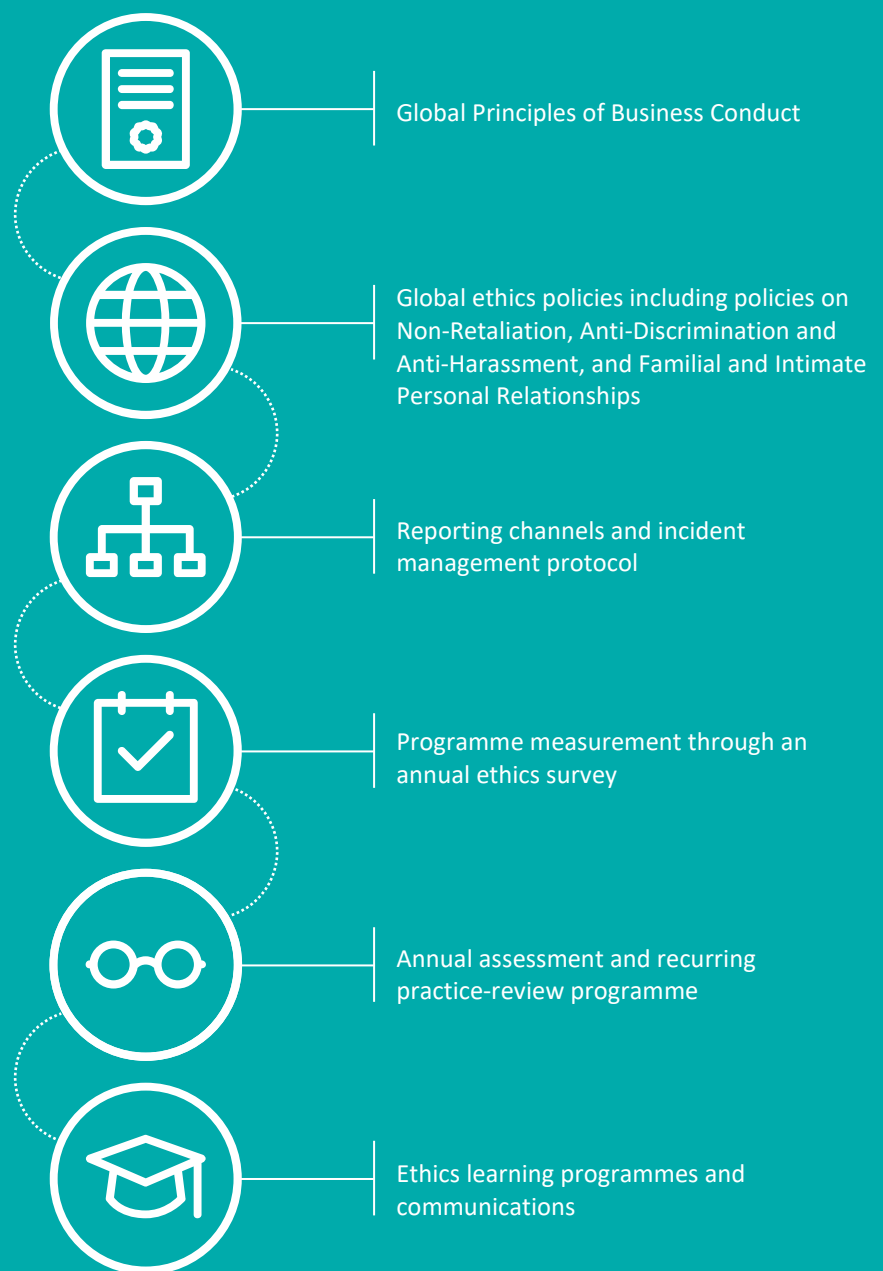 Global Principles of Business Conduct
Global ethics policies including policies on
Non-Retaliation, Anti-Discrimination and
Anti-Harassment, and Familial and Intimate
Personal Relationships
Reporting channels and incident
management protocol
Programme measurement through an
annual ethics survey
Annual assessment and recurring
practice-review programme
Ethics learning programmes and
communications